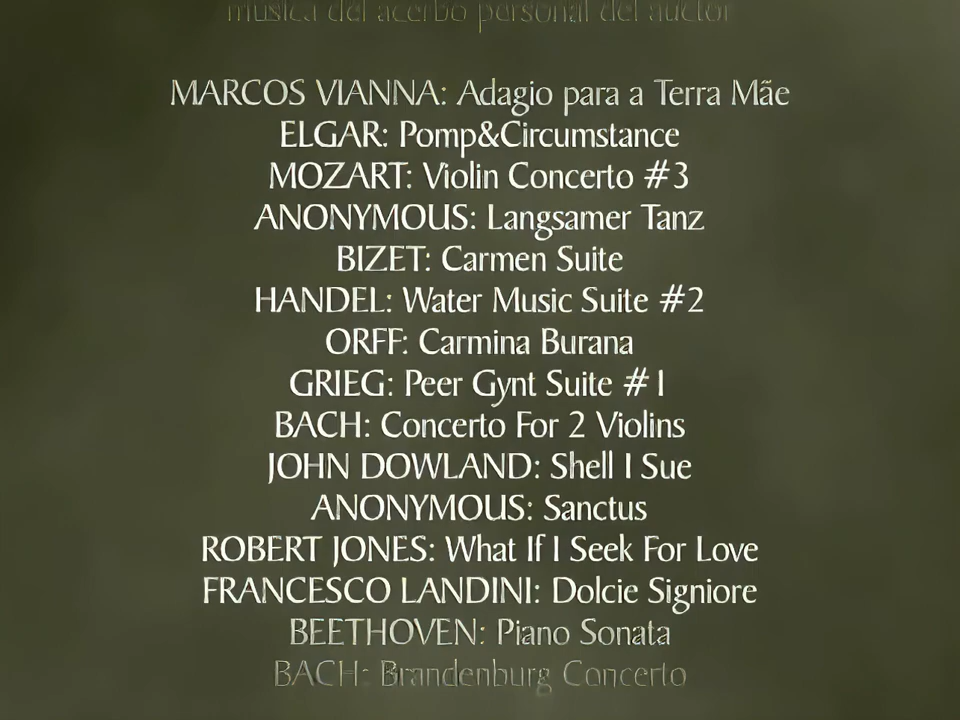 musica del acerbo personal del auctor
MARCOS VIANNA: Adagio para a Terra Mãe
ELGAR: Pomp&Circumstance
MOZART: Violin Concerto #3
ANONYMOUS: Langsamer Tanz
BIZET: Carmen Suite
HANDEL: Water Music Suite #2
ORFF: Carmina Burana
GRIEG: Peer Gynt Suite #1
BACH: Concerto For 2 Violins
JOHN DOWLAND: Shell I Sue
ANONYMOUS: Sanctus
ROBERT JONES: What If I Seek For Love
FRANCESCO LANDINI: Dolcie Signiore
BEETHOVEN: Piano Sonata
BACH: Brandenburg Concerto